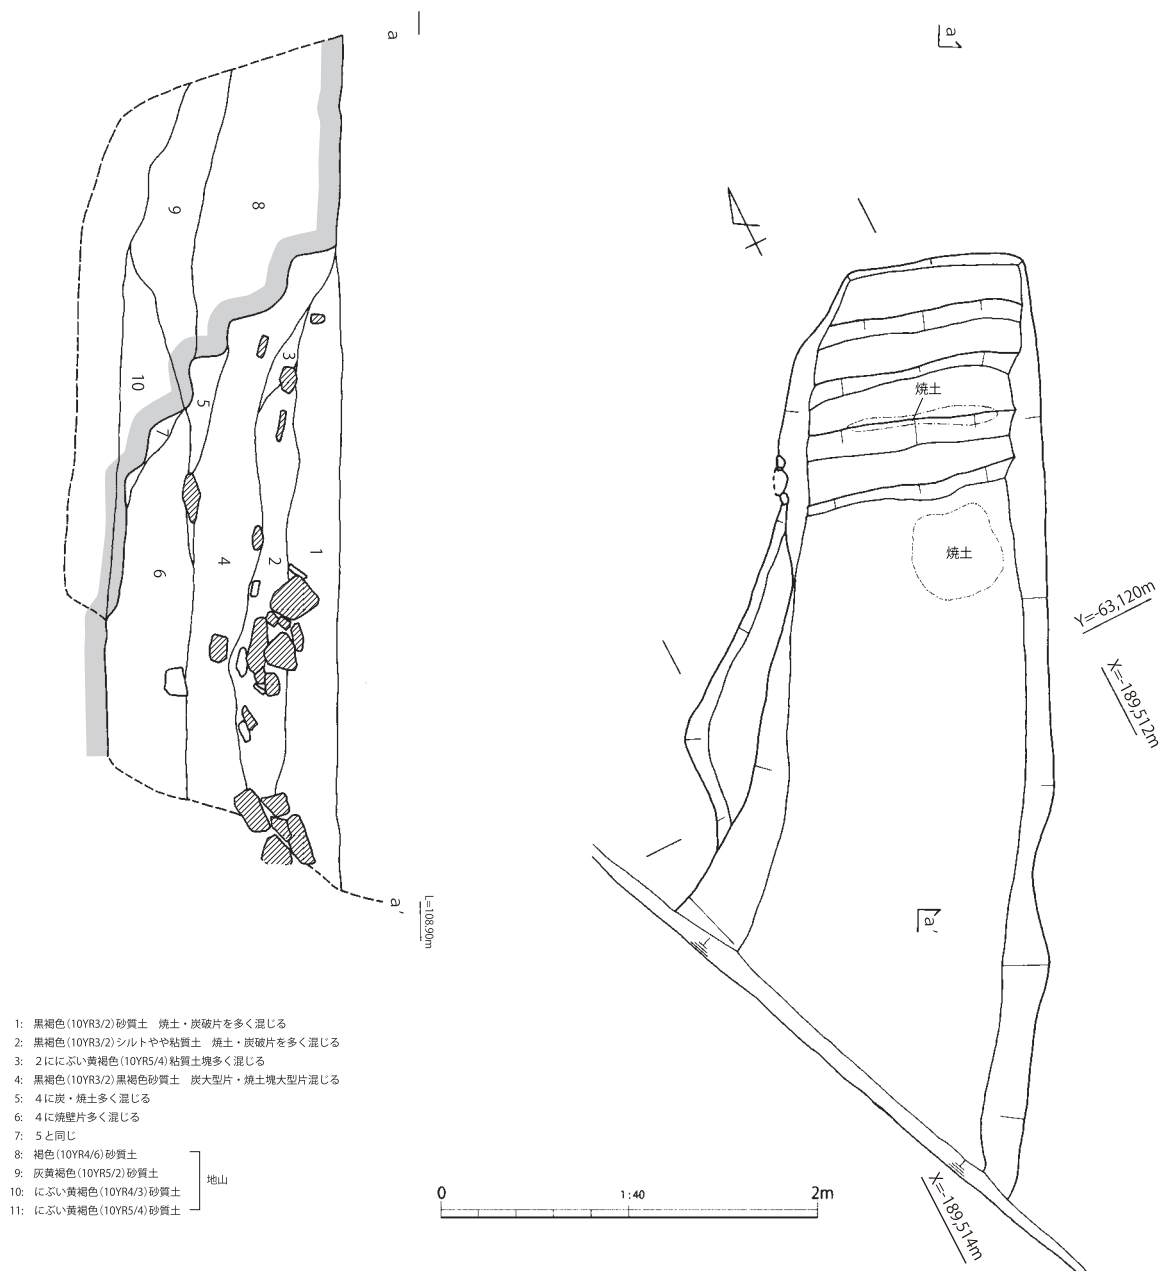 a
a'
9
8
3
10
5
7
1
2
4
6
a'
L=108.90m
焼土
焼土
Y=-63,120m
X=-189,512m
a'
X=-189,514m
1: 黒褐色(10YR3/2)砂質土 焼土・炭破片を多く混じる
2: 黒褐色(10YR3/2)シルトやや粘質土 焼土・炭破片を多く混じる
3: 2ににぶい黄褐色(10YR5/4)粘質土塊多く混じる
4: 黒褐色(10YR3/2)黒褐色砂質土 炭大型片・焼土塊大型片混じる
5: 4に炭・焼土多く混じる
6: 4に焼壁片多く混じる
7: 5と同じ
8: 褐色(10YR4/6)砂質土
9: 灰黄褐色(10YR5/2)砂質土
地山
10: にぶい黄褐色(10YR4/3)砂質土
11: にぶい黄褐色(10YR5/4)砂質土
0 1:40 2m